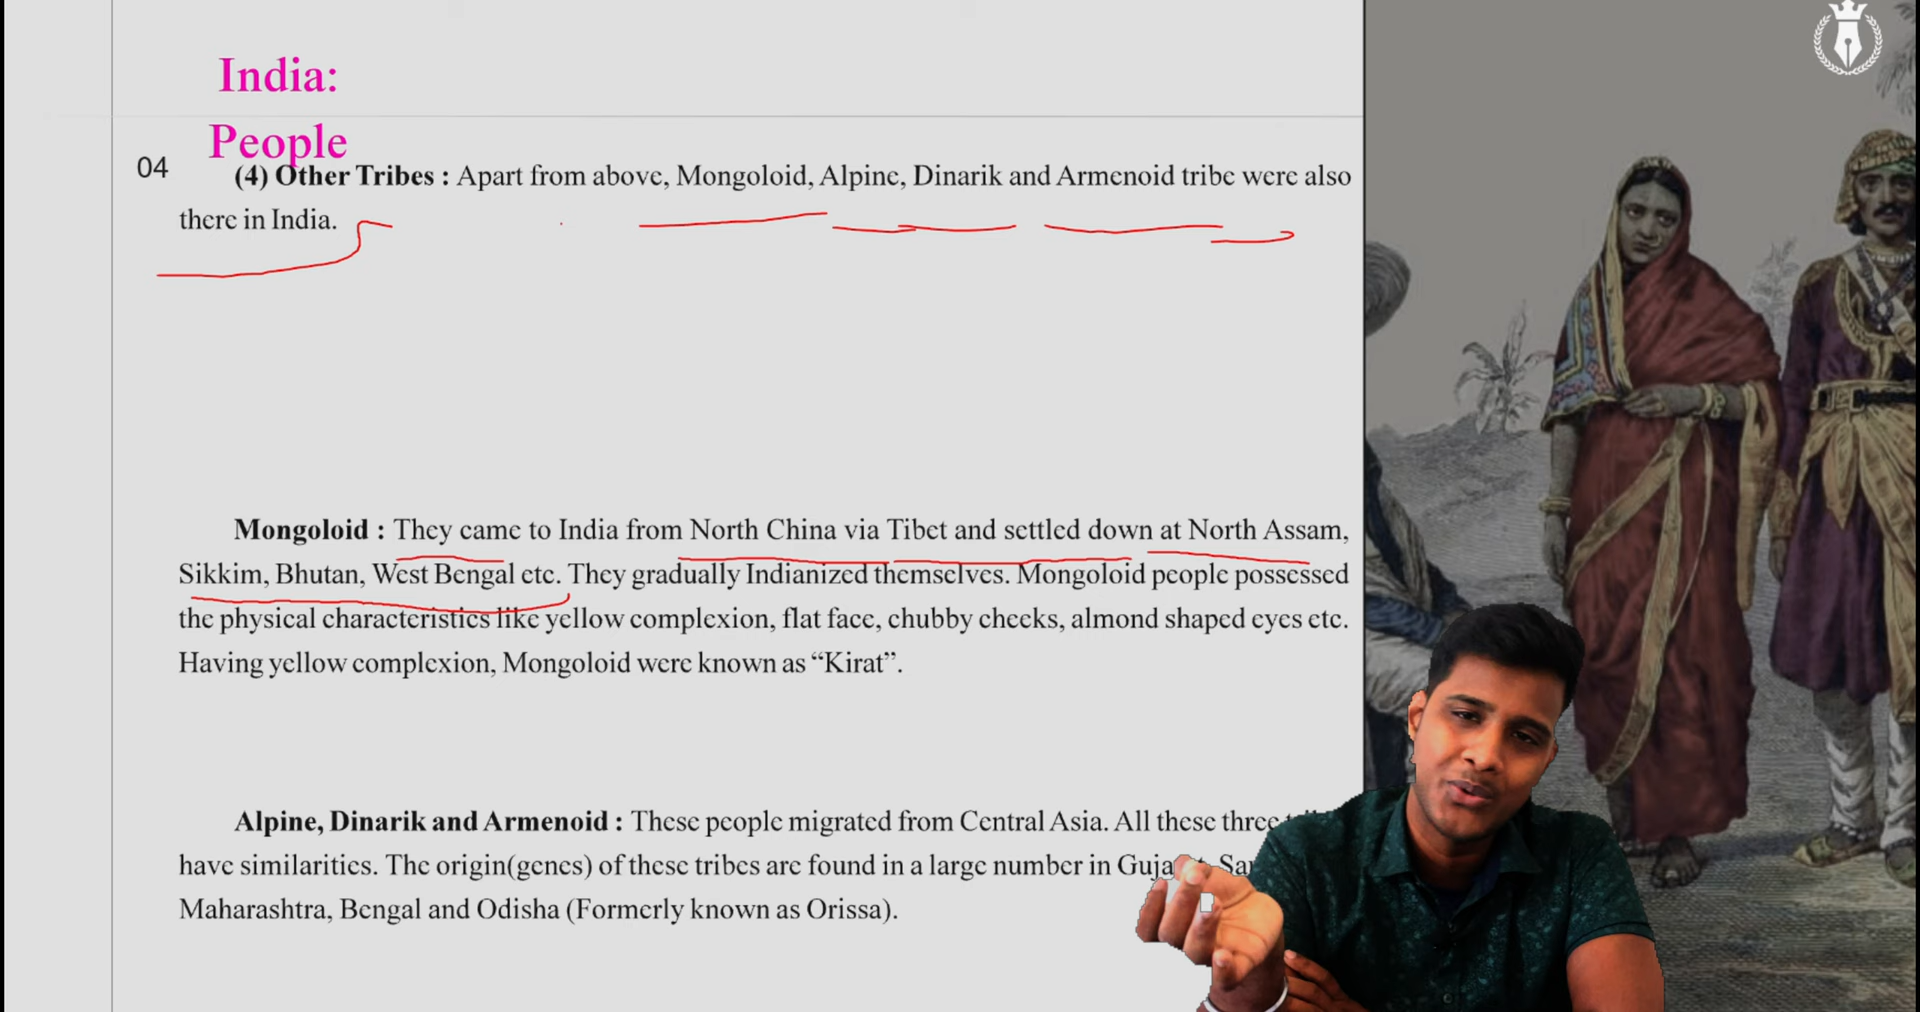 India:
People
04
(4) Other Tribes : Apart from above, Mongoloid, Alpine, Dinarik and Armenoid tribe were also
there in India.
Mongoloid : They came to India from North China via Tibet and settled down at North Assam,
Sikkim, Bhutan, West Bengal etc. They gradually Indianized themselves. Mongoloid people possessed
the physical characteristics like yellow complexion, flat face, chubby cheeks, almond shaped eyes etc.
Having yellow complexion, Mongoloid were known as “Kirat”.
Alpine, Dinarik and Armenoid : These people migrated from Central Asia. All these three
have similarities. The origin(genes) of these tribes are found in a large number in
Maharashtra, Bengal and Odisha (Formerly known as Orissa).